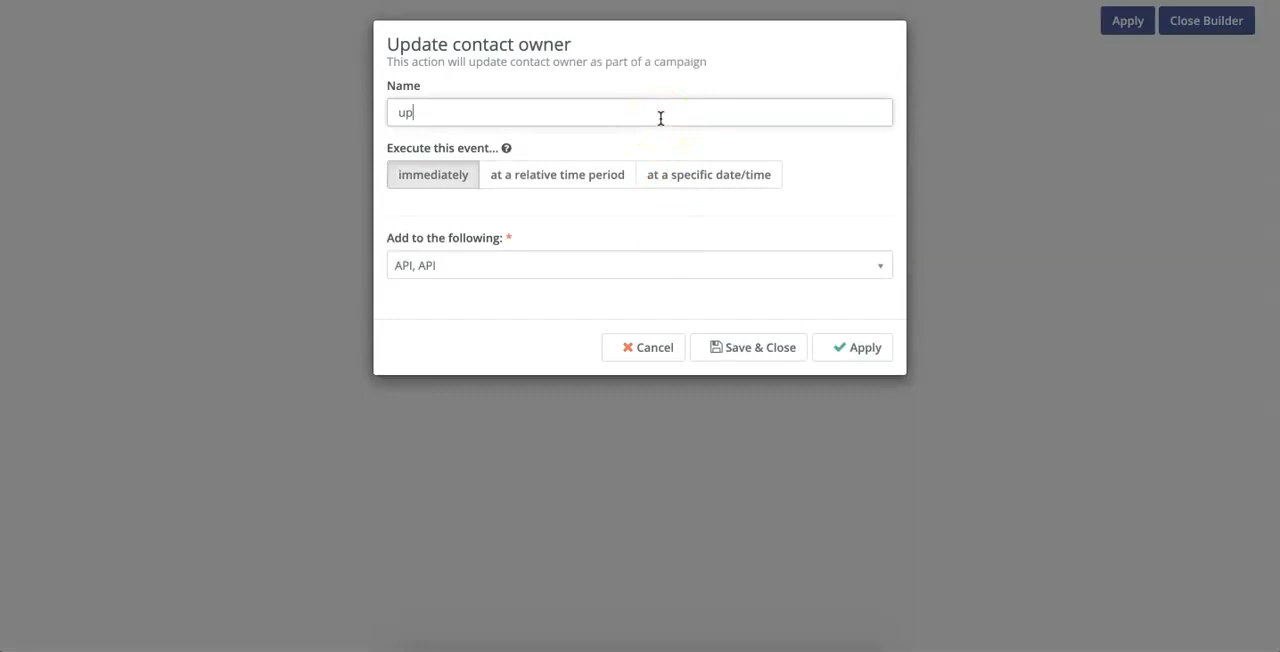 Apply Close Builder
Update contact owner
This action will update contact owner as part of a campaign
Name
up
Execute this event...
immediately at a relative time period at a specific date/time
Add to the following: *
API, API
Cancel Save & Close Apply